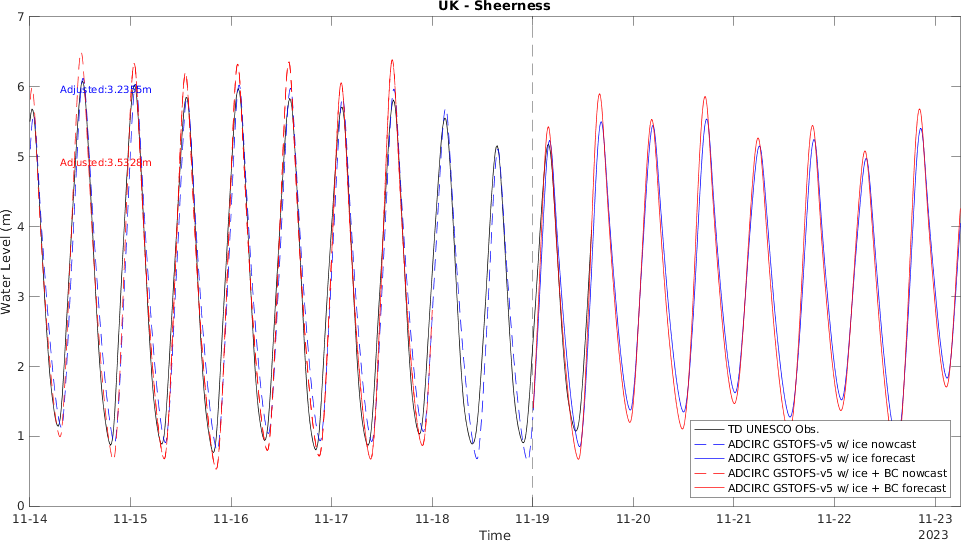 UK - Sheerness
7
6
5
4
3
2
1
0
Water Level (m)
Adjusted:3.2355m
Adjusted:3.5328m
TD UNESCO Obs.
ADCIRC GSTOFS-v5 w/ ice nowcast
ADCIRC GSTOFS-v5 w/ ice forecast
ADCIRC GSTOFS-v5 w/ ice + BC nowcast
ADCIRC GSTOFS-v5 w/ ice + BC forecast
11-14 11-15 11-16 11-17 11-18 11-19 11-20 11-21 11-22 11-23
Time
2023